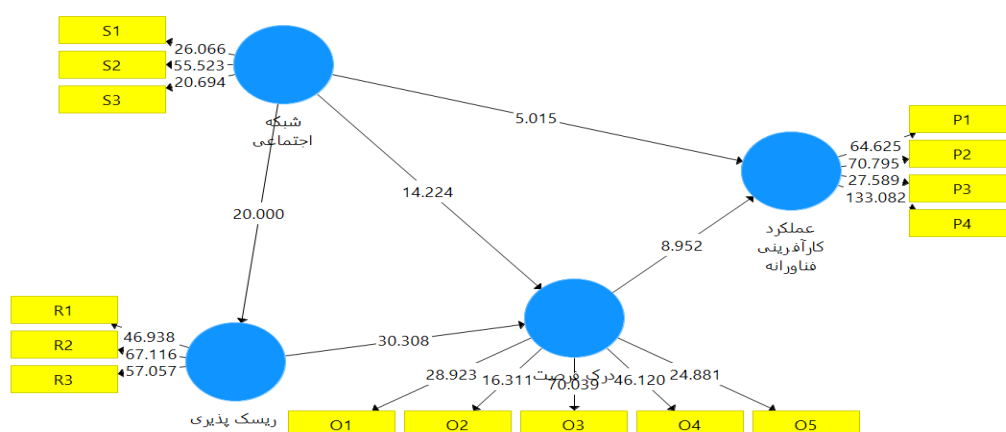 S1
S2
S3
26.066
55.523
20.694
شبکه
اجتماعی
5.015
14.224
20.000
P1
P2
P3
P4
64.625
70.795
27.589
133.082
عملکرد
کارآفرینی
فناورانه
8.952
R1
R2
R3
46.938
67.116
57.057
ریسک پذیری
30.308
درک فرصت
28.923
16.311
70.039
46.120
24.881
O1
O2
O3
O4
O5